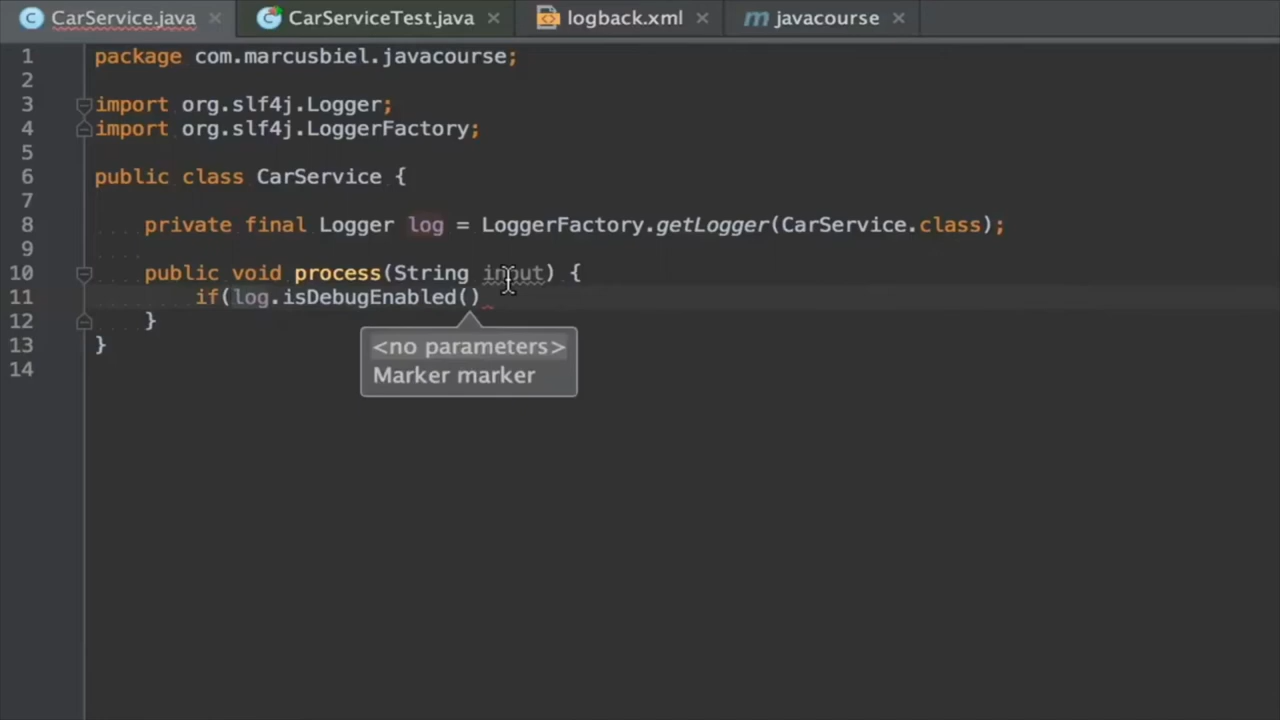 CarService.java CarServiceTest.java logback.xml m javacourse
1 package com.marcusbiel.javacourse;
2
3 import org.slf4j.Logger;
4 import org.slf4j.LoggerFactory;
5
6 public class CarService {
7
8 private final Logger log = LoggerFactory.getLogger(CarService.class);
9
10 public void process(String input) {
11 if(log.isDebugEnabled()
12 }
<no parameters>
13 }
Marker marker
14